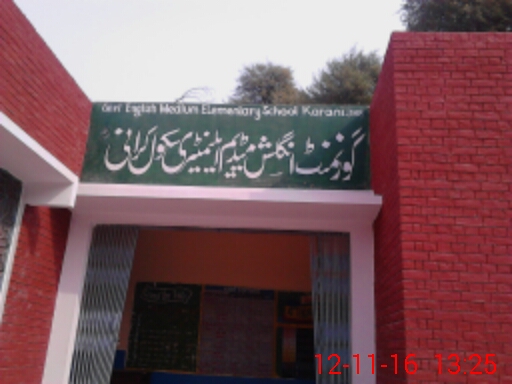 Govt English Medium Elementary School Karani
گورنمنٹ انگلش میڈیم ایلیمنٹری سکول کرانی
12-11-16 13:25